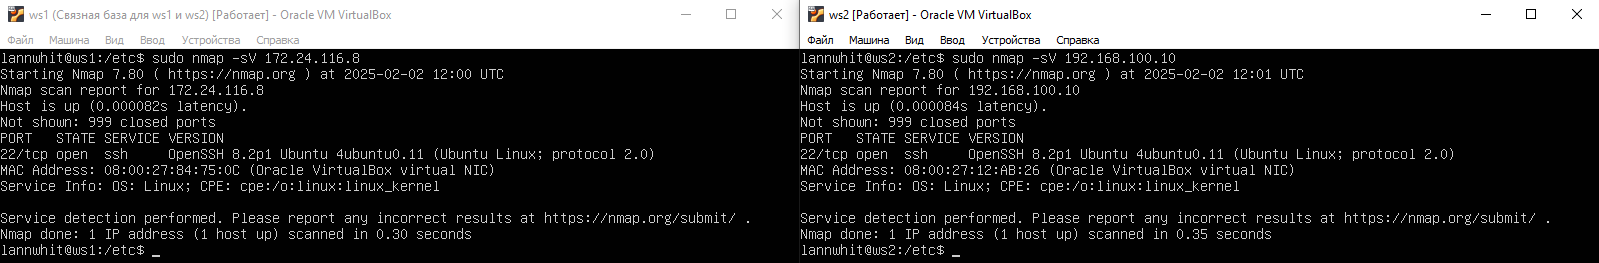 ws1 (Связная база для ws1 и ws2) [Работает] - Oracle VM VirtualBox
Файл Машина Вид Ввод Устройства Справка
lannwhit@ws1:/etc$ sudo nmap -sV 172.24.116.8
Starting Nmap 7.80 ( https://nmap.org ) at 2025-02-02 12:00 UTC
Nmap scan report for 172.24.116.8
Host is up (0.000082s latency).
Not shown: 999 closed ports
PORT   STATE SERVICE VERSION
22/tcp open  ssh     OpenSSH 8.2p1 Ubuntu 4ubuntu0.11 (Ubuntu Linux; protocol 2.0)
MAC Address: 08:00:27:84:75:0C (Oracle VirtualBox virtual NIC)
Service Info: OS: Linux; CPE: cpe:/o:linux:linux_kernel
Service detection performed. Please report any incorrect results at https://nmap.org/submit/ .
Nmap done: 1 IP address (1 host up) scanned in 0.30 seconds
lannwhit@ws1:/etc$ _
ws2 [Работает] - Oracle VM VirtualBox
Файл Машина Вид Ввод Устройства Справка
lannwhit@ws2:/etc$ sudo nmap -sV 192.168.100.10
Starting Nmap 7.80 ( https://nmap.org ) at 2025-02-02 12:01 UTC
Nmap scan report for 192.168.100.10
Host is up (0.000084s latency).
Not shown: 999 closed ports
PORT   STATE SERVICE VERSION
22/tcp open  ssh     OpenSSH 8.2p1 Ubuntu 4ubuntu0.11 (Ubuntu Linux; protocol 2.0)
MAC Address: 08:00:27:12:AB:26 (Oracle VirtualBox virtual NIC)
Service Info: OS: Linux; CPE: cpe:/o:linux:linux_kernel
Service detection performed. Please report any incorrect results at https://nmap.org/submit/ .
Nmap done: 1 IP address (1 host up) scanned in 0.35 seconds
lannwhit@ws2:/etc$ _